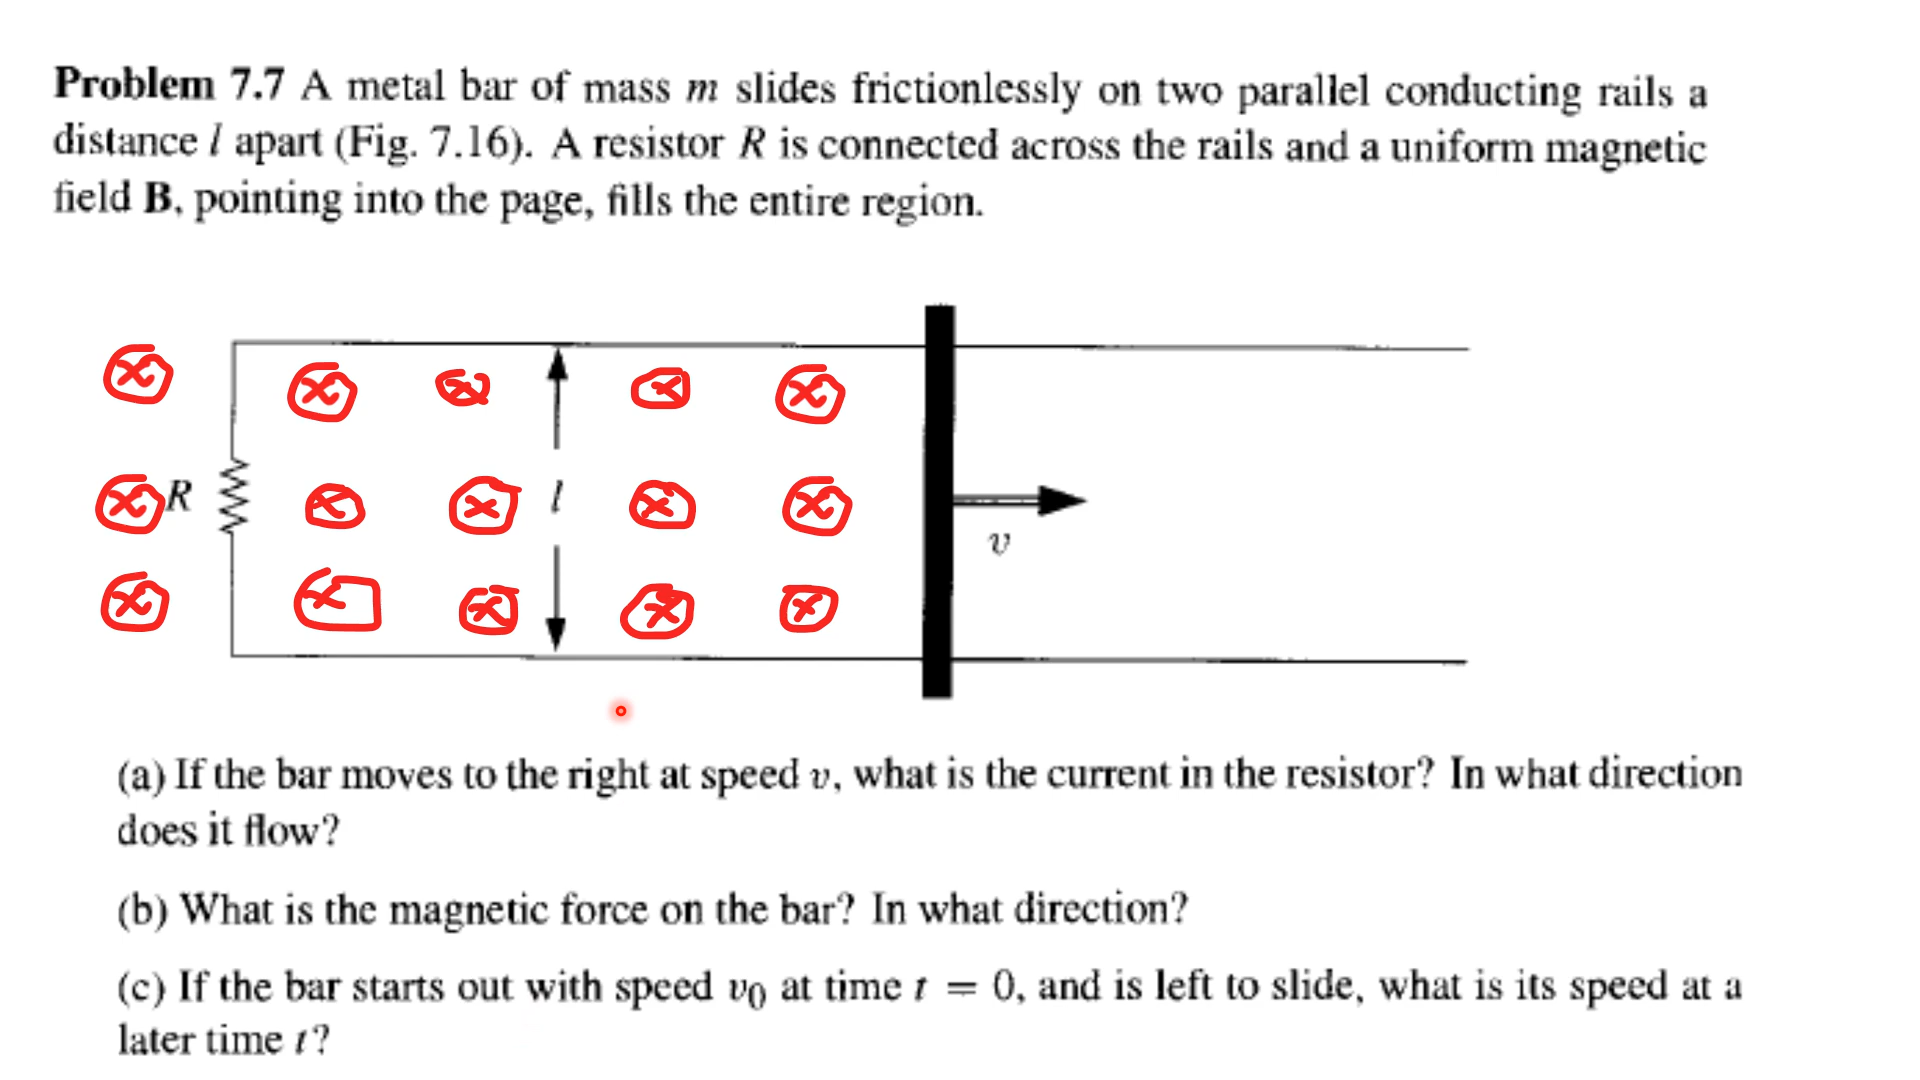 Problem 7.7 A metal bar of mass m slides frictionlessly on two parallel conducting rails a
distance l apart (Fig. 7.16). A resistor R is connected across the rails and a uniform magnetic
field B, pointing into the page, fills the entire region.
R
l
v
(a) If the bar moves to the right at speed v, what is the current in the resistor? In what direction
does it flow?
(b) What is the magnetic force on the bar? In what direction?
(c) If the bar starts out with speed v0 at time t = 0, and is left to slide, what is its speed at a
later time t?